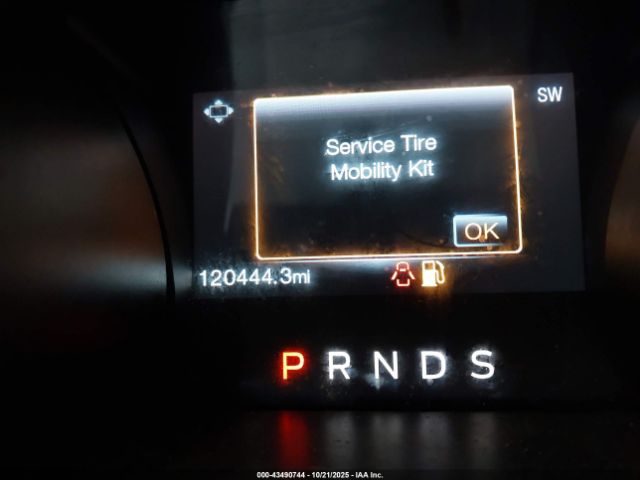 SW
Service Tire
Mobility Kit
OK
120444.3mi
P R N D S
000-43490744 - 10/21/2025 - IAA Inc.